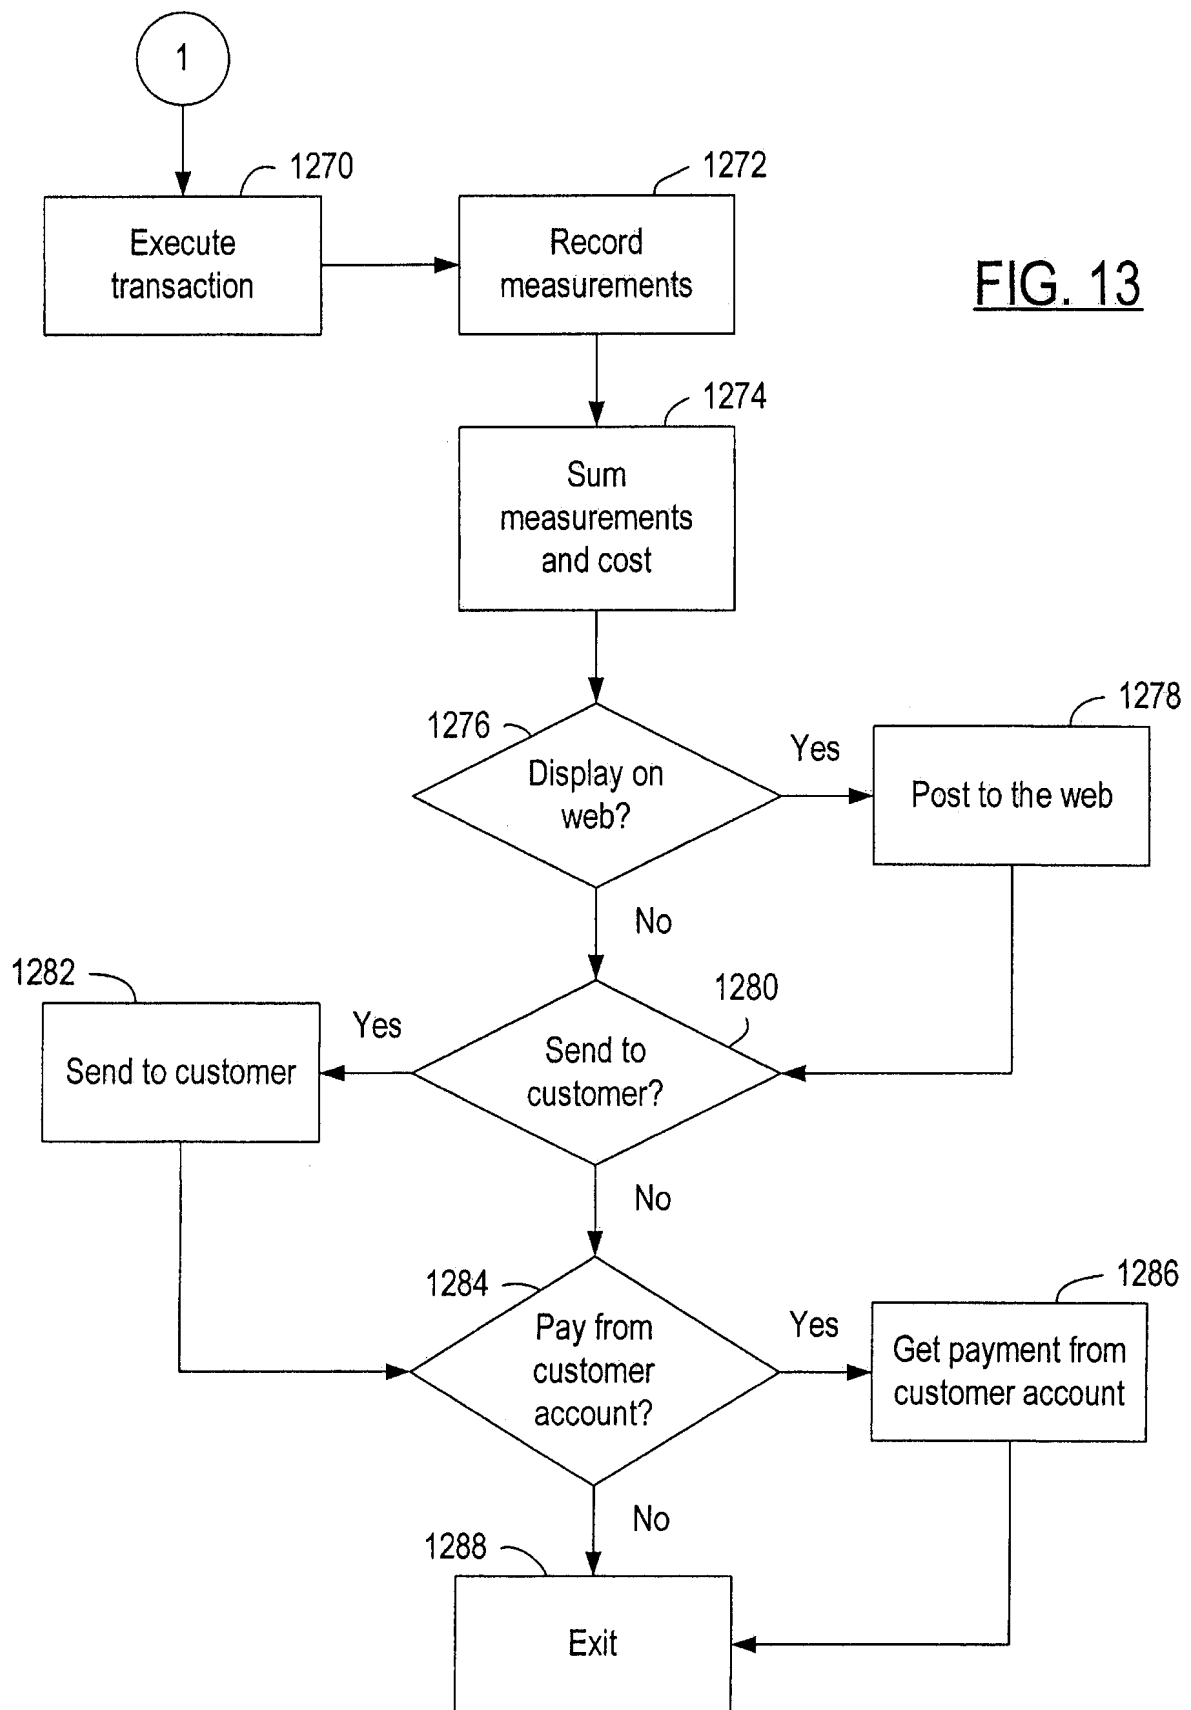 1
1270
1272
Execute
transaction
Record
measurements
FIG. 13
1274
Sum
measurements
and cost
1276
1278
Display on
web?
Yes
Post to the web
No
1282
1280
Yes
Send to customer
Send to
customer?
No
1284
1286
Pay from
customer
account?
Yes
Get payment from
customer account
No
1288
Exit